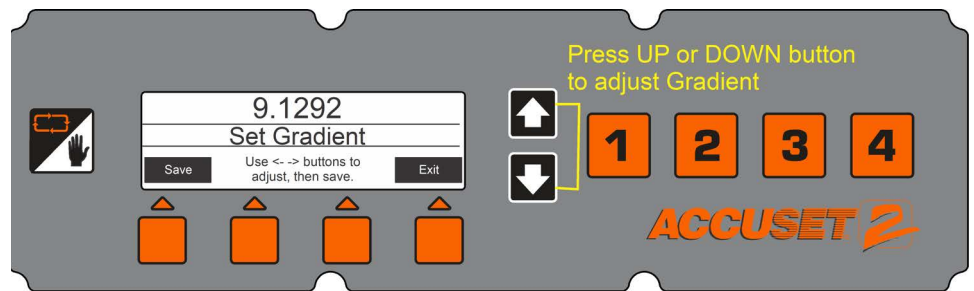 Press UP or DOWN button
to adjust Gradient
9.1292
Set Gradient
Save
Use <- -> buttons to
adjust, then save.
Exit
1 2 3 4
ACCUSET 2